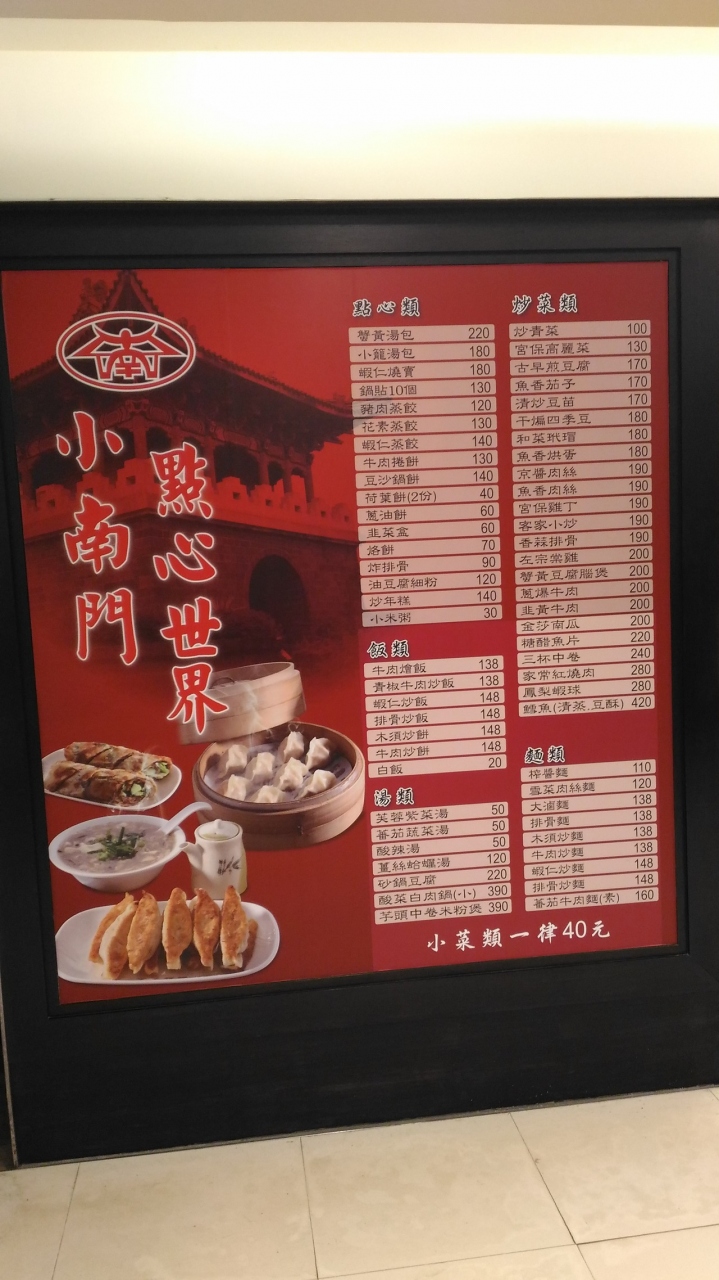 南
小南門
點心世界
點心類
蟹黃湯包 220
小籠湯包 180
蝦仁燒賣 180
鍋貼10個 130
豬肉蒸餃 120
花素蒸餃 130
蝦仁蒸餃 140
牛肉捲餅 130
豆沙鍋餅 140
荷葉餅(2份) 40
蔥油餅 60
韭菜盒 60
烙餅 70
炸排骨 90
油豆腐細粉 120
炒年糕 140
小米粥 30
飯類
牛肉燴飯 138
青椒牛肉炒飯 138
蝦仁炒飯 148
排骨炒飯 148
木須炒餅 148
牛肉炒餅 148
白飯 20
湯類
芙蓉紫菜湯 50
蕃茄蔬菜湯 50
酸辣湯 50
薑絲蛤蠣湯 120
砂鍋豆腐 220
酸菜白肉鍋(小) 390
芋頭中卷米粉煲 390
炒菜類
炒青菜 100
宮保高麗菜 130
古早煎豆腐 170
魚香茄子 170
清炒豆苗 170
干煸四季豆 180
和菜玳瑁 180
魚香烘蛋 180
京醬肉絲 190
魚香肉絲 190
宮保雞丁 190
客家小炒 190
香蒜排骨 190
左宗棠雞 200
蟹黃豆腐腦煲 200
蔥爆牛肉 200
韭黃牛肉 200
金莎南瓜 200
糖醋魚片 220
三杯中卷 240
家常紅燒肉 280
鳳梨蝦球 280
鱈魚(清蒸.豆酥) 420
麵類
榨醬麵 110
雪菜肉絲麵 120
大滷麵 138
排骨麵 138
木須炒麵 138
牛肉炒麵 138
蝦仁炒麵 148
排骨炒麵 148
蕃茄牛肉麵(素) 160
小菜類一律40元